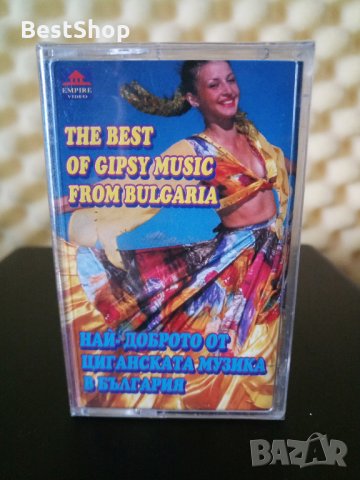 BestShop
EMPIRE
VIDEO
THE BEST
OF GIPSY MUSIC
FROM BULGARIA
НАЙ-ДОБРОТО ОТ
ЦИГАНСКАТА МУЗИКА
В БЪЛГАРИЯ
BAZAR